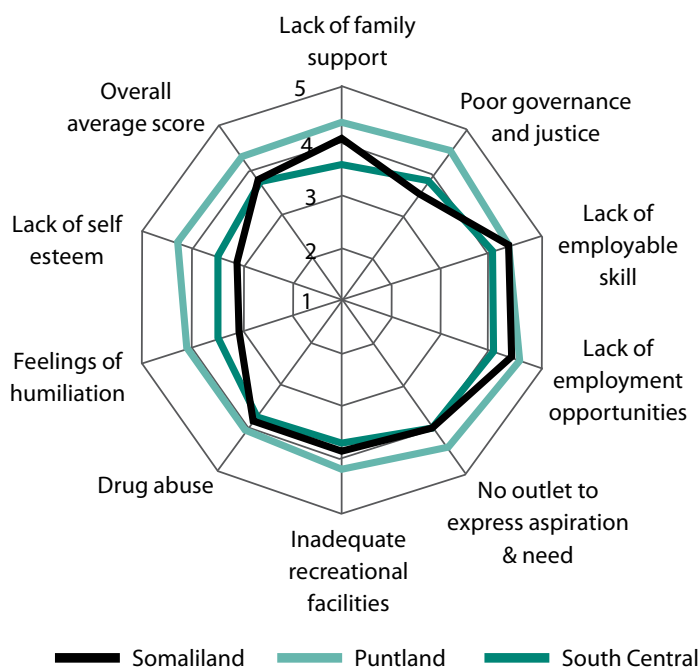 Lack of family
support
Poor governance
and justice
Lack of
employable
skill
Lack of
employment
opportunities
No outlet to
express aspiration
& need
Inadequate
recreational
facilities
Drug abuse
Feelings of
humiliation
Lack of self
esteem
Overall
average score
5
4
3
2
1
Somaliland
Puntland
South Central